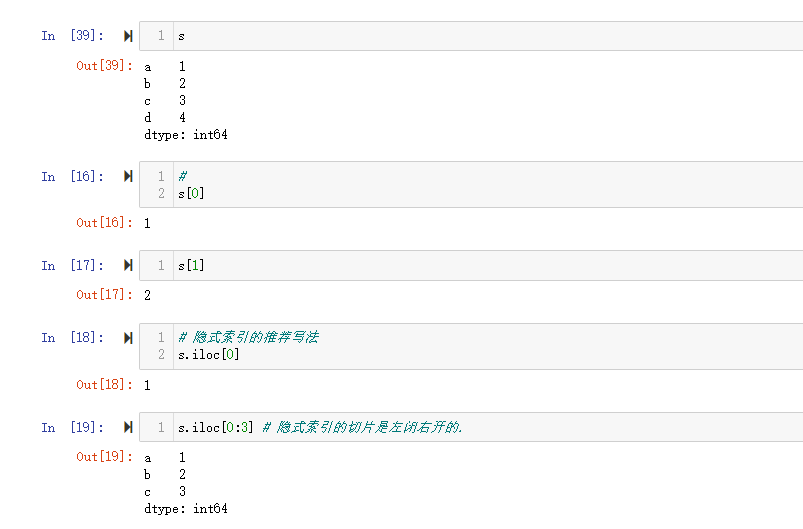 In [39]: 1 s
Out[39]: a 1
b 2
c 3
d 4
dtype: int64
In [16]: 1 #
2 s[0]
Out[16]: 1
In [17]: 1 s[1]
Out[17]: 2
In [18]: 1 # 隐式索引的推荐写法
2 s.iloc[0]
Out[18]: 1
In [19]: 1 s.iloc[0:3] # 隐式索引的切片是左闭右开的.
Out[19]: a 1
b 2
c 3
dtype: int64